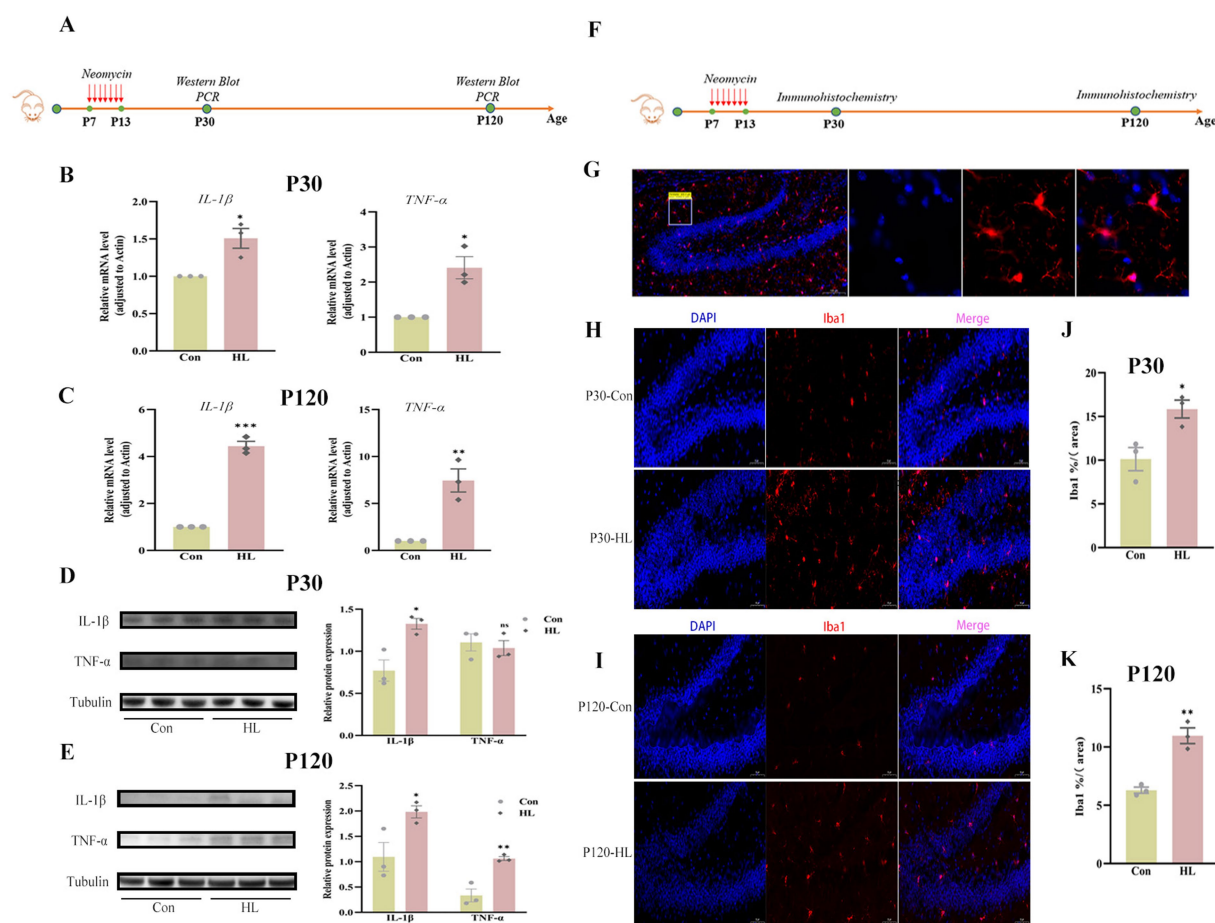 A
Neomycin
Western Blot
PCR
Western Blot
PCR
P7 P13 P30 P120 Age
B
P30
IL-1β
Relative mRNA level
(adjusted to Actin)
2.0
1.5
1.0
0.5
0.0
*
Con HL
TNF-α
Relative mRNA level
(adjusted to Actin)
4
3
2
1
0
*
Con HL
C
P120
IL-1β
Relative mRNA level
(adjusted to Actin)
6
4
2
0
***
Con HL
TNF-α
Relative mRNA level
(adjusted to Actin)
15
10
5
0
**
Con HL
D
P30
IL-1β
TNF-α
Tubulin
Con HL
Relative protein expression
1.5
1.0
0.5
0.0
*
ns
Con
HL
IL-1β TNF-α
E
P120
IL-1β
TNF-α
Tubulin
Con HL
Relative protein expression
2.5
2.0
1.5
1.0
0.5
0.0
*
**
Con
HL
IL-1β TNF-α
F
Neomycin
Immunohistochemistry
Immunohistochemistry
P7 P13 P30 P120 Age
G
H
DAPI Iba1 Merge
P30-Con
P30-HL
I
DAPI Iba1 Merge
P120-Con
P120-HL
J
P30
Iba1 %/( area)
20
15
10
5
0
*
Con HL
K
P120
Iba1 %/( area)
15
10
5
0
**
Con HL